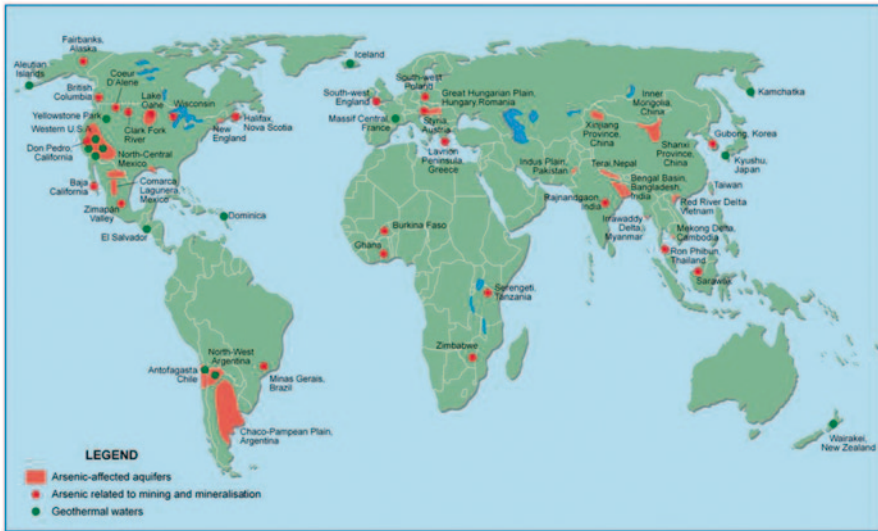 Fairbanks,
Alaska
Aleutian
Islands
Coeur
D'Alene
British
Columbia
Lake
Oahe
Wisconsin
Yellowstone Park
Western U.S.A
Clark Fork
River
New
England
Halifax,
Nova Scotia
Don Pedro,
California
North-Central
Mexico
Baja
California
Comarca
Lagunera,
Mexico
Zimapan
Valley
El Salvador
Dominica
Iceland
South-west
England
South-west
Poland
Great Hungarian Plain,
Hungary,Romania
Massif Central,
France
Styria,
Austria
Lavrion
Peninsula,
Greece
Inner
Mongolia,
China
Kamchatka
Xinjiang
Province,
China
Shanxi
Province,
China
Gubong, Korea
Kyushu,
Japan
Indus Plain,
Pakistan
Terai,Nepal
Bengal Basin,
Bangladesh,
India
Taiwan
Rajnandgaon,
India
Red River Delta
Vietnam
Irrawaddy
Delta,
Myanmar
Mekong Delta,
Cambodia
Ron Phibun,
Thailand
Sarawak
Burkina Faso
Ghana
Serengeti,
Tanzania
Zimbabwe
North-West
Argentina
Antofagasta
Chile
Minas Gerais,
Brazil
Chaco-Pampean Plain,
Argentina
Wairakei,
New Zealand
LEGEND
Arsenic-affected aquifers
Arsenic related to mining and mineralisation
Geothermal waters